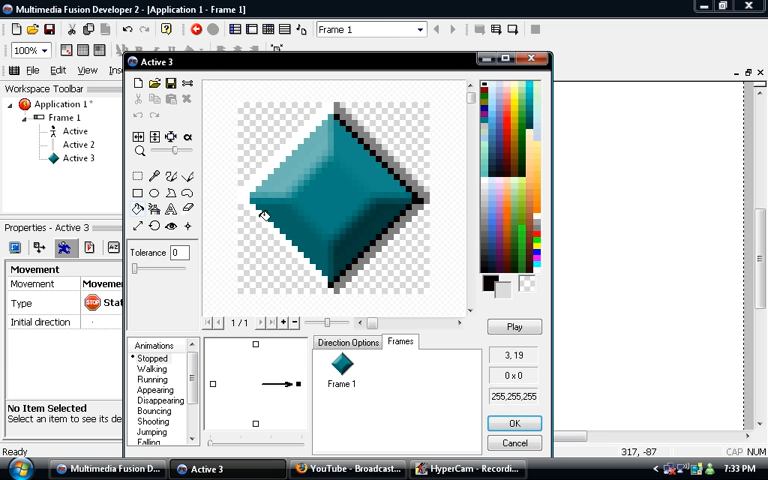 Multimedia Fusion Developer 2 - [Application 1 - Frame 1]
Frame 1
100%
File Edit View Inse
Workspace Toolbar
Application 1 *
Frame 1
Active
Active 2
Active 3
Properties - Active 3
Movement
Movement Movemen
Type STOP Stat
Initial direction
No Item Selected
Select an item to see its de
Ready
Active 3
Tolerance 0
1 / 1
Animations
Stopped
Walking
Running
Appearing
Disappearing
Bouncing
Shooting
Jumping
Falling
Direction Options Frames
Frame 1
Play
3, 19
0 x 0
255,255,255
OK
Cancel
317, -87
CAP NUM
Multimedia Fusion D...
Active 3
YouTube - Broadcast...
HyperCam - Recordi...
7:33 PM